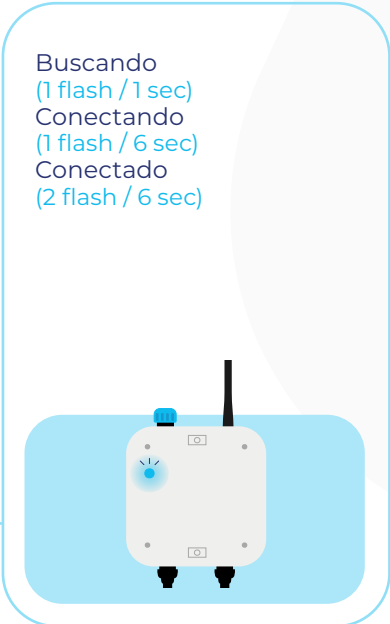 Buscando
(1 flash / 1 sec)
Conectando
(1 flash / 6 sec)
Conectado
(2 flash / 6 sec)